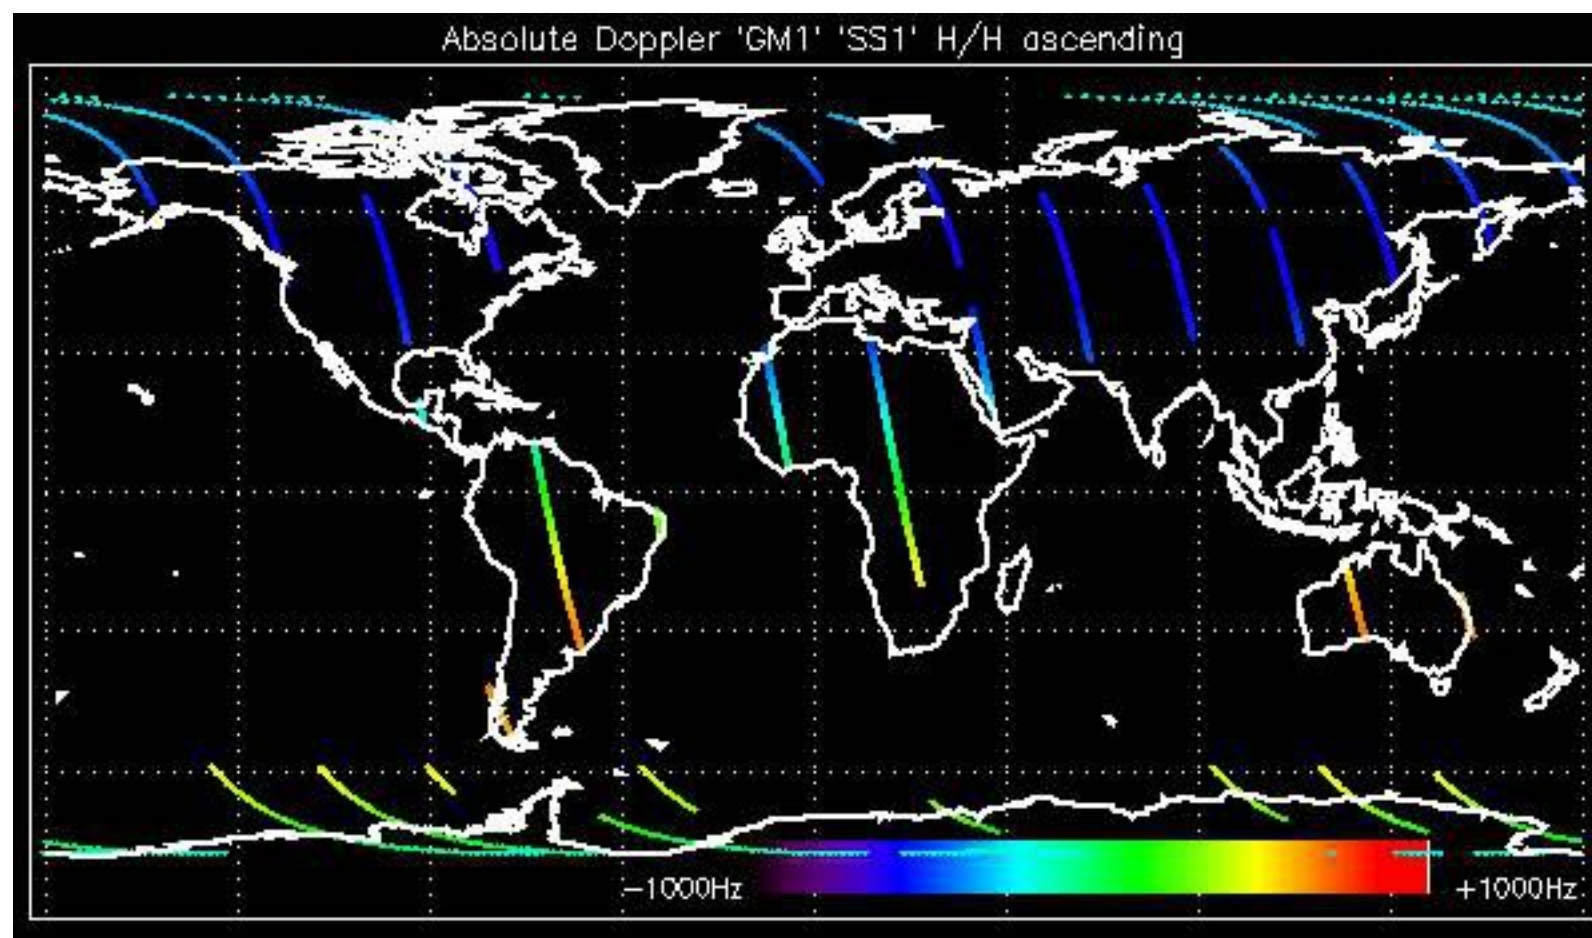 Absolute Doppler 'GM1' 'SS1' H/H ascending
-1000Hz
+1000Hz